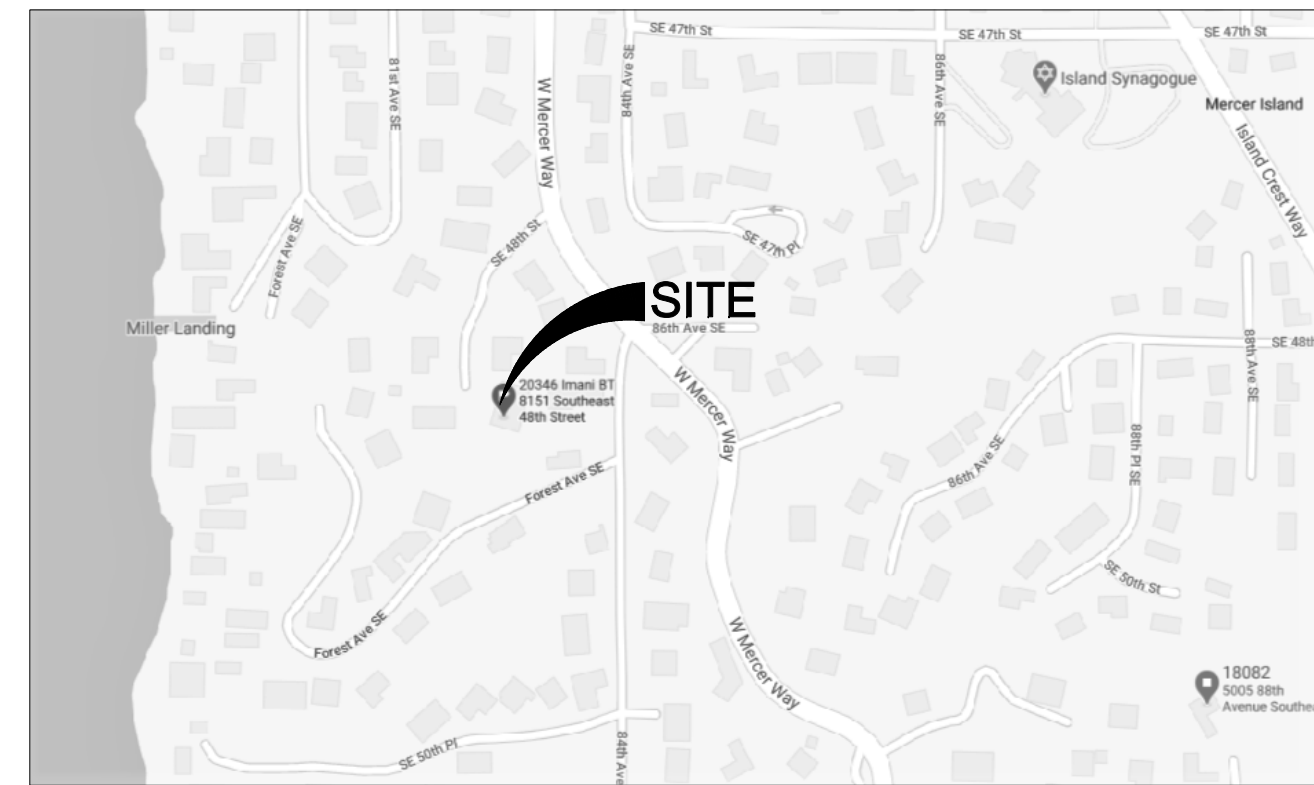 SE 47th St
SE 47th St
SE 47th St
81st Ave SE
W Mercer Way
84th Ave SE
86th Ave SE
Island Synagogue
Mercer Island
Island Crest Way
Forest Ave SE
SE 48th St
SE 47th Pl
SITE
Miller Landing
86th Ave SE
88th Ave SE
SE 48th
20346 Imani BT
8151 Southeast
48th Street
W Mercer Way
Forest Ave SE
86th Ave SE
88th Pl SE
SE 50th St
Forest Ave SE
W Mercer Way
18082
5005 88th
Avenue Southe
SE 50th Pl
84th Ave